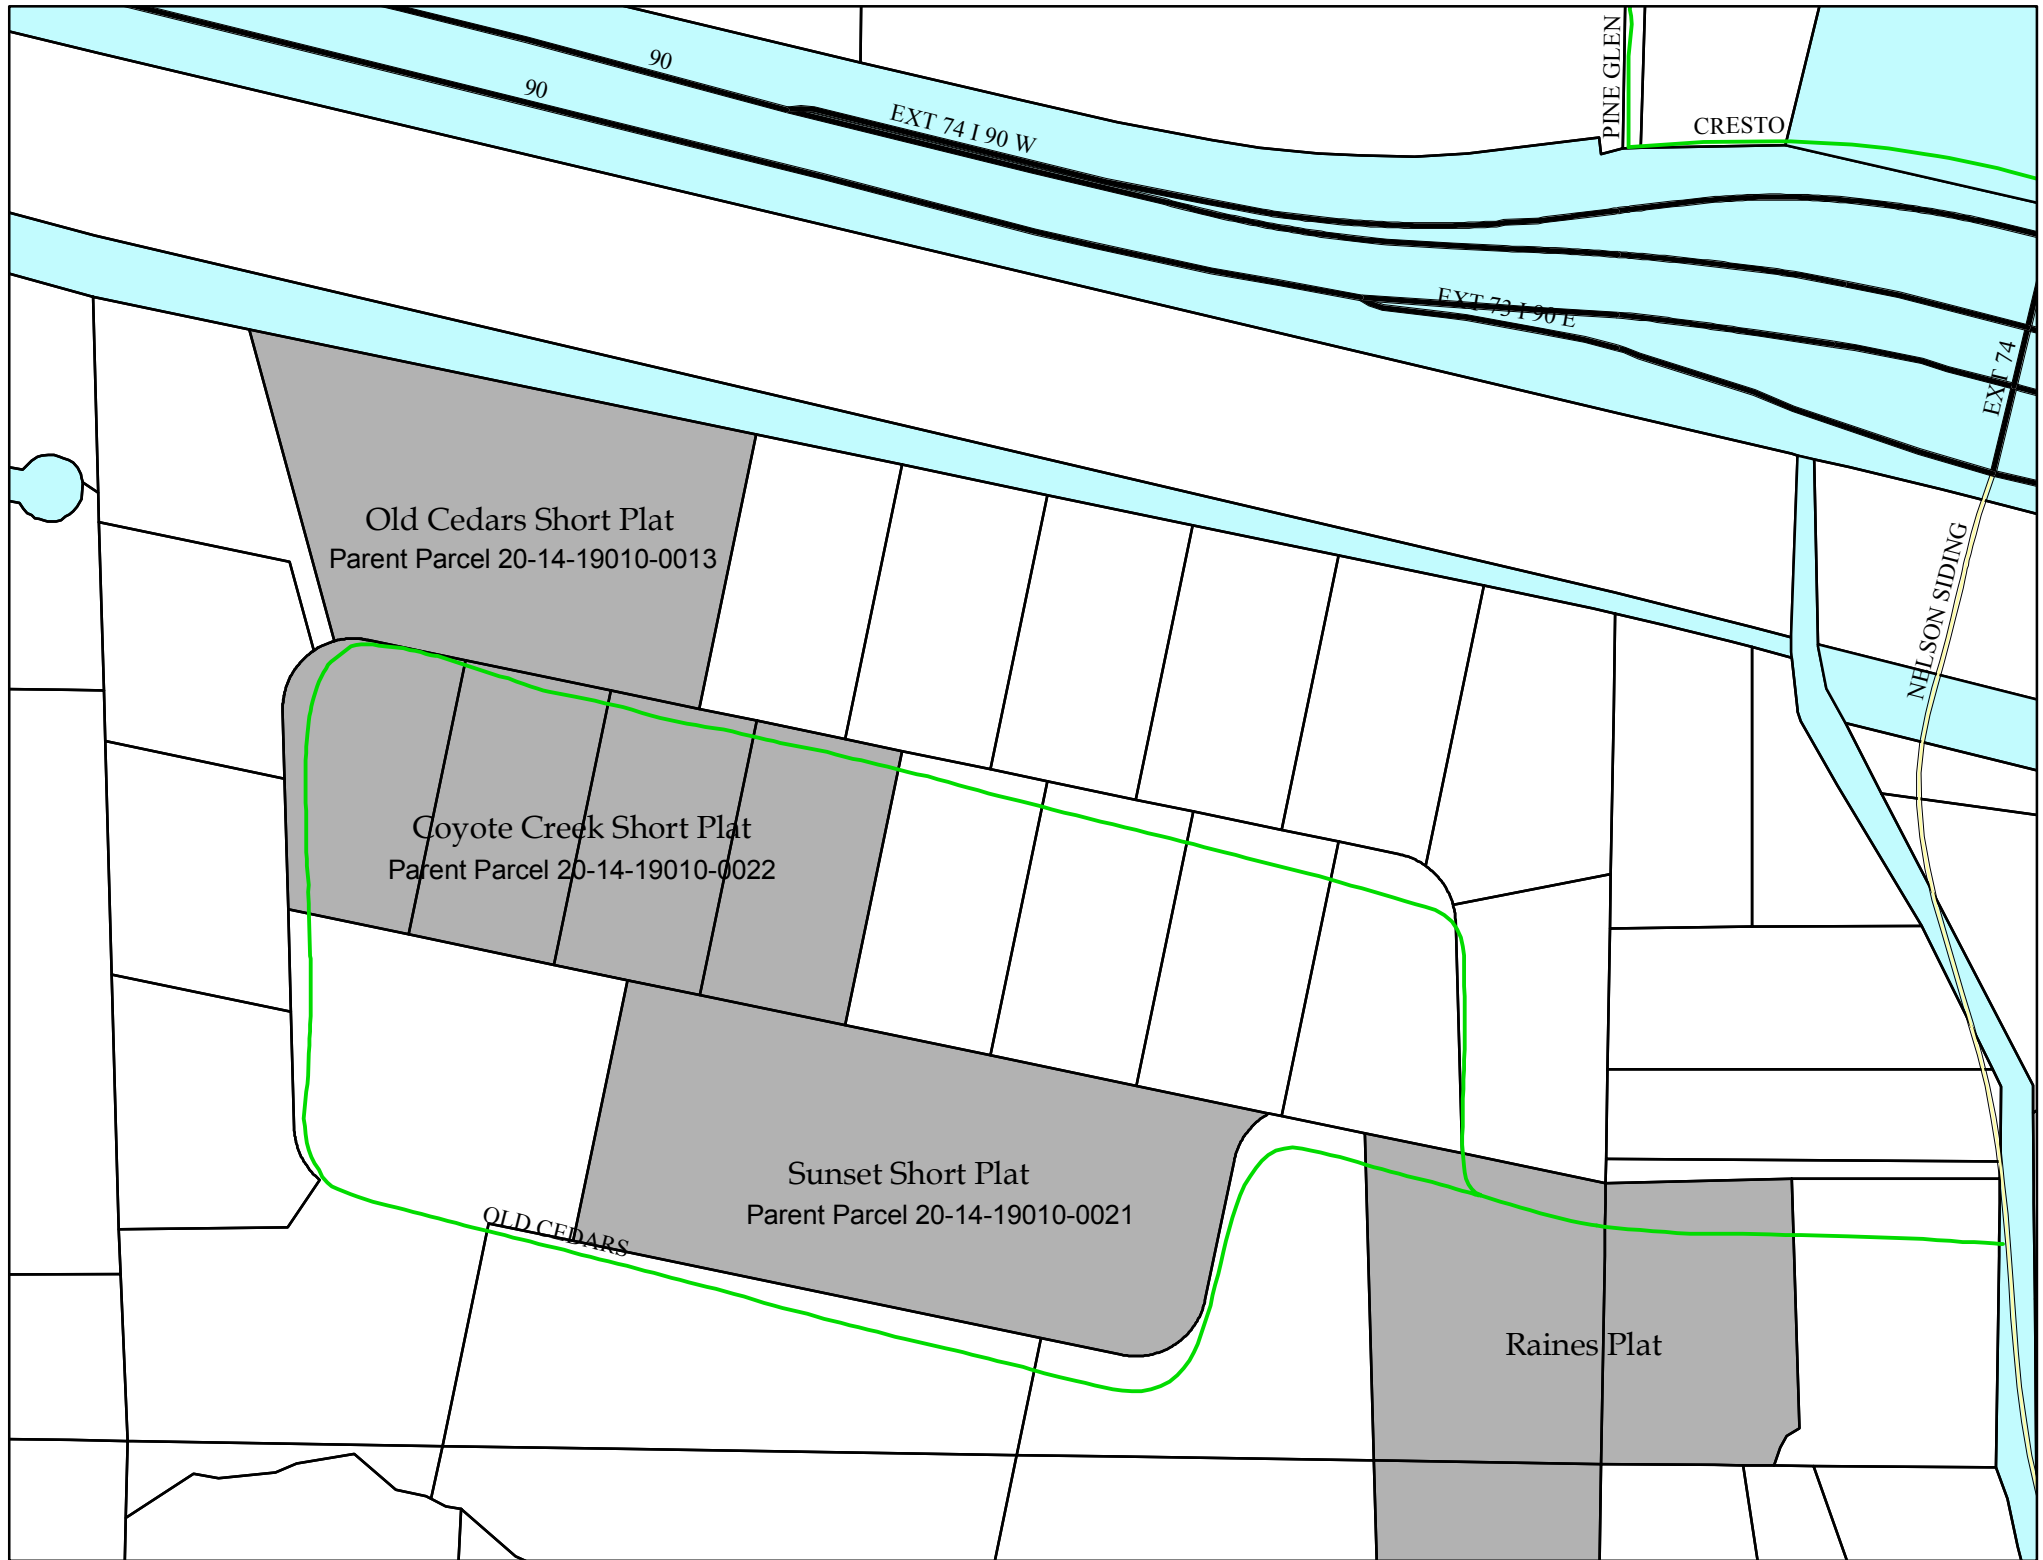 PINE GLEN
90
90
EXT 74 I 90 W
CRESTO
EXT 73 I 90 E
EXT 74
Old Cedars Short Plat
Parent Parcel 20-14-19010-0013
NELSON SIDING
Coyote Creek Short Plat
Parent Parcel 20-14-19010-0022
Sunset Short Plat
Parent Parcel 20-14-19010-0021
OLD CEDARS
Raines Plat